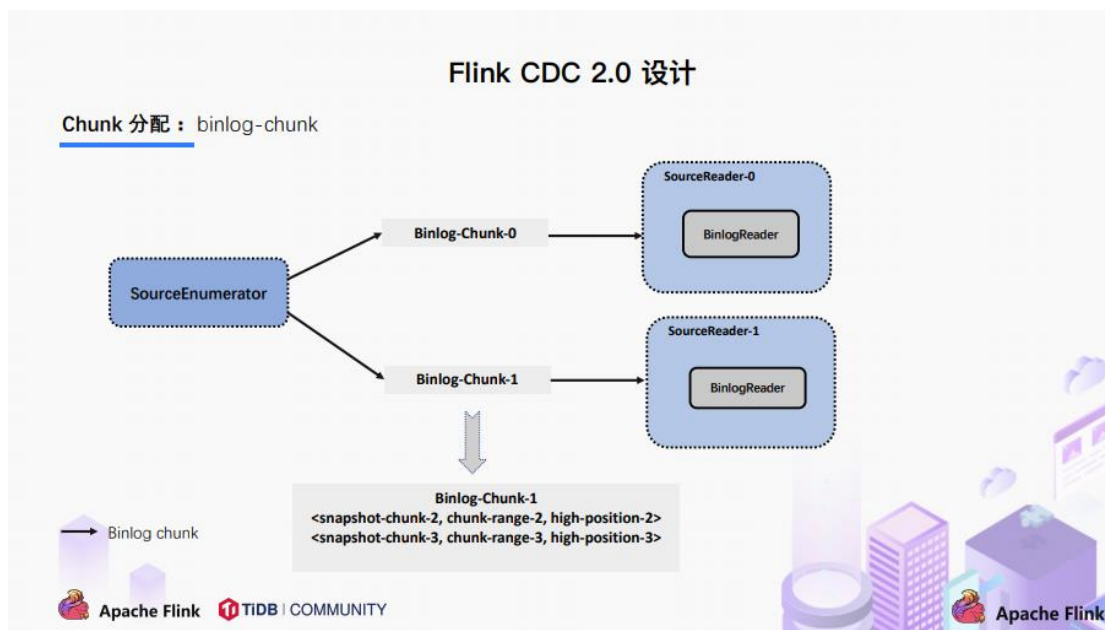 Flink CDC 2.0 设计
Chunk 分配： binlog-chunk
SourceReader-0
Binlog-Chunk-0
BinlogReader
SourceEnumerator
SourceReader-1
Binlog-Chunk-1
BinlogReader
Binlog-Chunk-1
<snapshot-chunk-2, chunk-range-2, high-position-2>
<snapshot-chunk-3, chunk-range-3, high-position-3>
Binlog chunk
Apache Flink
TiDB | COMMUNITY
Apache Flink